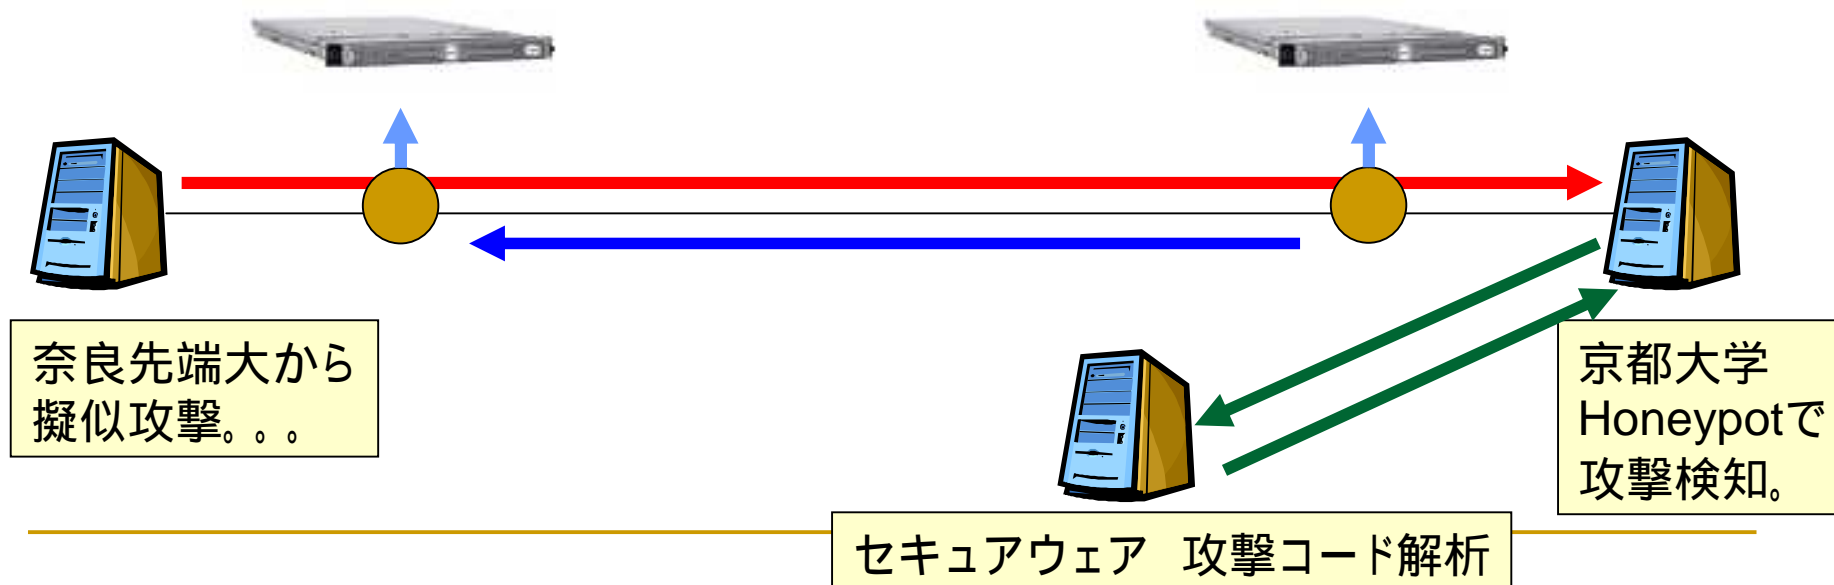 奈良先端大から
擬似攻撃。。。
京都大学
Honeypotで
攻撃検知。
セキュアウェア　攻撃コード解析